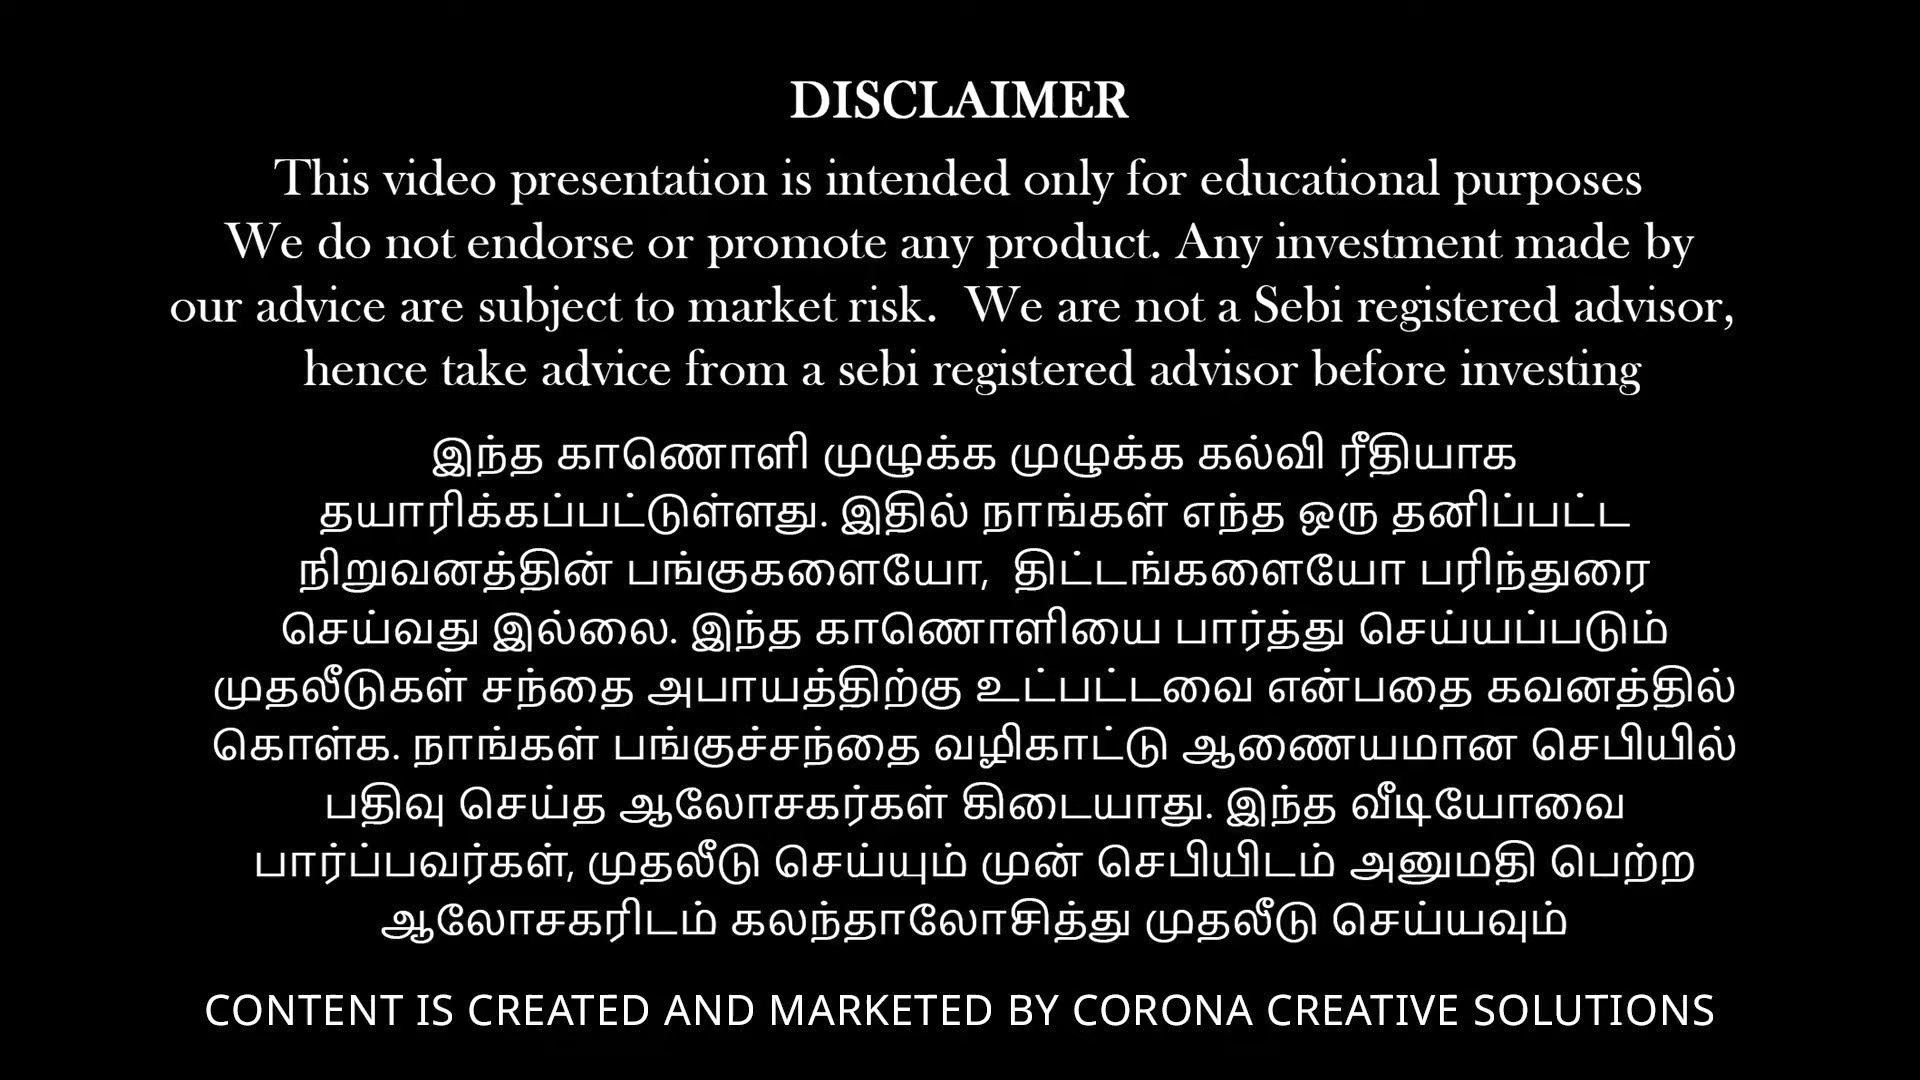 DISCLAIMER
This video presentation is intended only for educational purposes
We do not endorse or promote any product. Any investment made by
our advice are subject to market risk.  We are not a Sebi registered advisor,
hence take advice from a sebi registered advisor before investing
இந்த காணொளி முழுக்க முழுக்க கல்வி ரீதியாக
தயாரிக்கப்பட்டுள்ளது. இதில் நாங்கள் எந்த ஒரு தனிப்பட்ட
நிறுவனத்தின் பங்குகளையோ,  திட்டங்களையோ பரிந்துரை
செய்வது இல்லை. இந்த காணொளியை பார்த்து செய்யப்படும்
முதலீடுகள் சந்தை அபாயத்திற்கு உட்பட்டவை என்பதை கவனத்தில்
கொள்க. நாங்கள் பங்குச்சந்தை வழிகாட்டு ஆணையமான செபியில்
பதிவு செய்த ஆலோசகர்கள் கிடையாது. இந்த வீடியோவை
பார்ப்பவர்கள், முதலீடு செய்யும் முன் செபியிடம் அனுமதி பெற்ற
ஆலோசகரிடம் கலந்தாலோசித்து முதலீடு செய்யவும்
CONTENT IS CREATED AND MARKETED BY CORONA CREATIVE SOLUTIONS